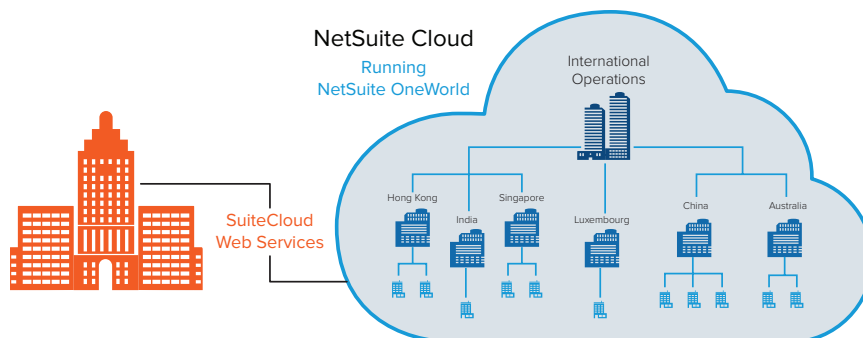 NetSuite Cloud
Running
NetSuite OneWorld
International
Operations
SuiteCloud
Web Services
Hong Kong
India
Singapore
Luxembourg
China
Australia